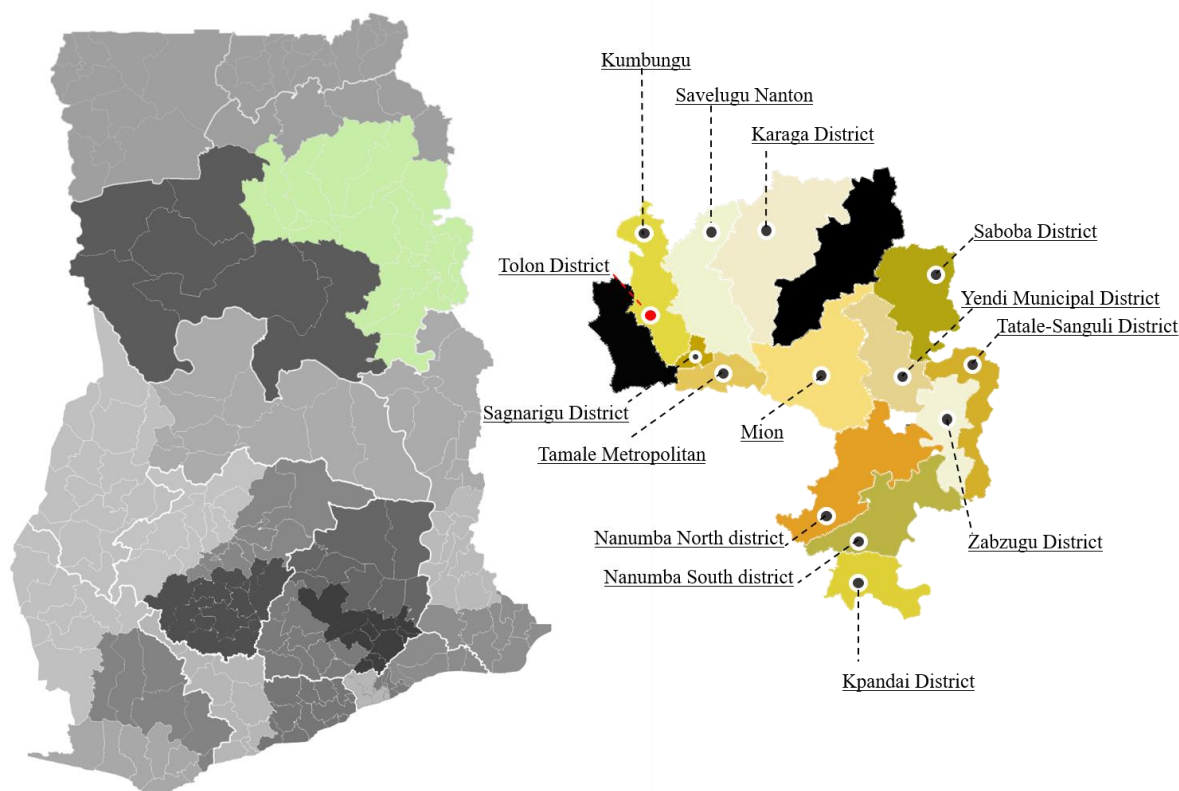 Kumbungu
Savelugu Nanton
Karaga District
Saboba District
Tolon District
Yendi Municipal District
Tatale-Sanguli District
Sagnarigu District
Mion
Tamale Metropolitan
Nanumba North district
Zabzugu District
Nanumba South district
Kpandai District